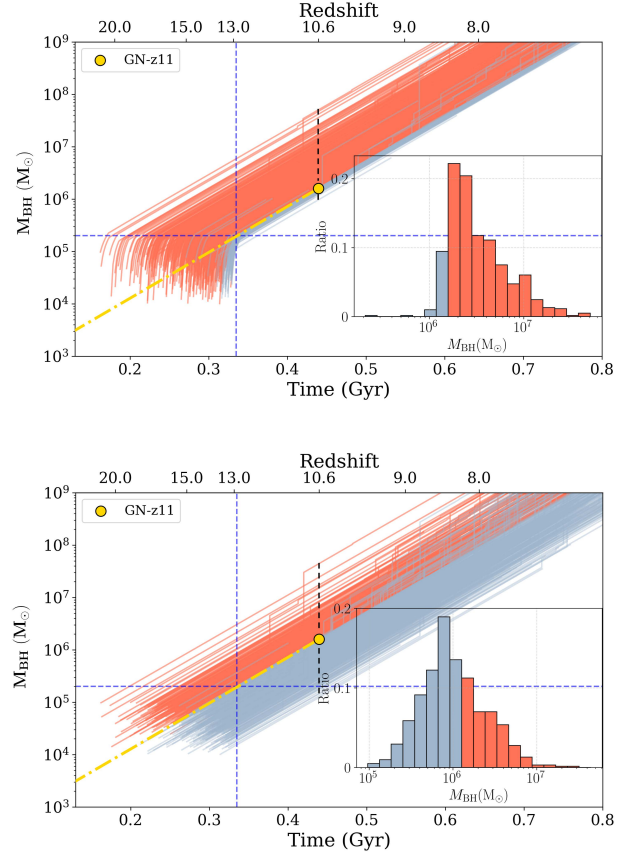 Redshift
20.0 15.0 13.0 10.6 9.0 8.0
10⁹
GN-z11
10⁸
10⁷
10⁶
10⁵
10⁴
10³
M_BH (M_⊙)
0.2
0.1
0
Ratio
10⁶ 10⁷
M_BH(M_⊙)
0.2 0.3 0.4 0.5 0.6 0.7 0.8
Time (Gyr)
Redshift
20.0 15.0 13.0 10.6 9.0 8.0
10⁹
GN-z11
10⁸
10⁷
10⁶
10⁵
10⁴
10³
M_BH (M_⊙)
0.2
0.1
0
Ratio
10⁵ 10⁶ 10⁷
M_BH(M_⊙)
0.2 0.3 0.4 0.5 0.6 0.7 0.8
Time (Gyr)